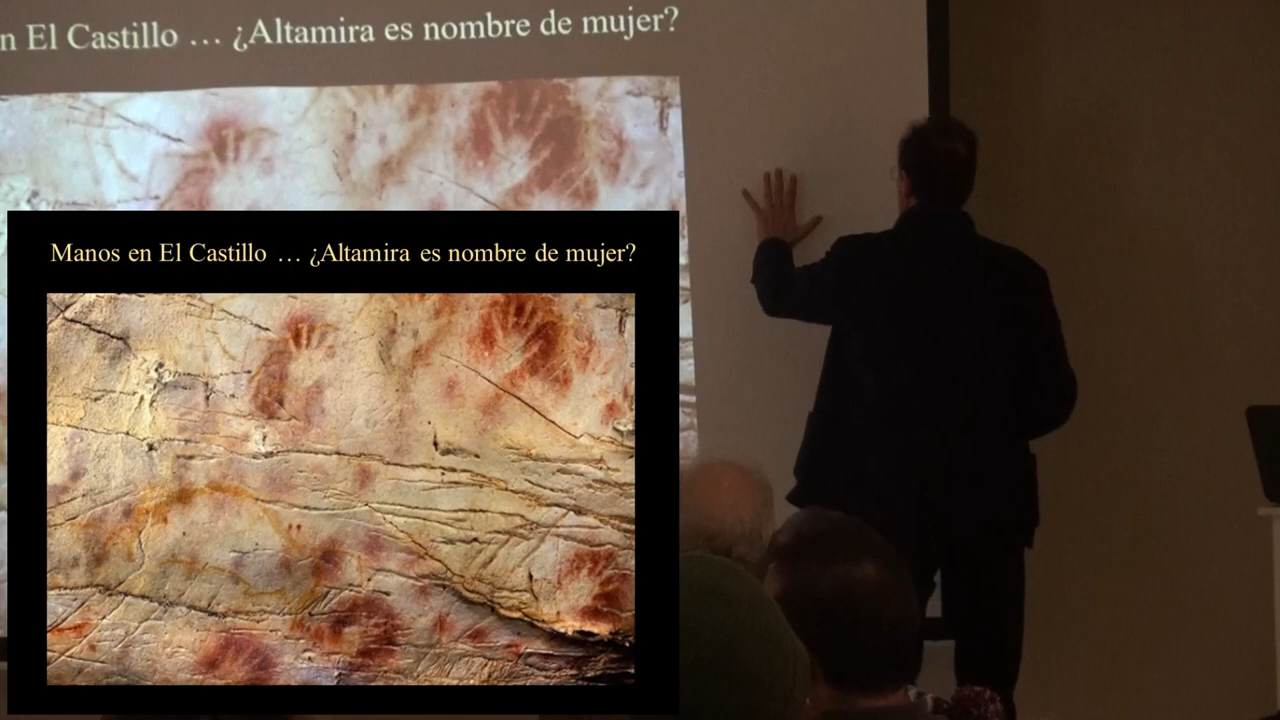 n El Castillo … ¿Altamira es nombre de mujer?
Manos en El Castillo … ¿Altamira es nombre de mujer?